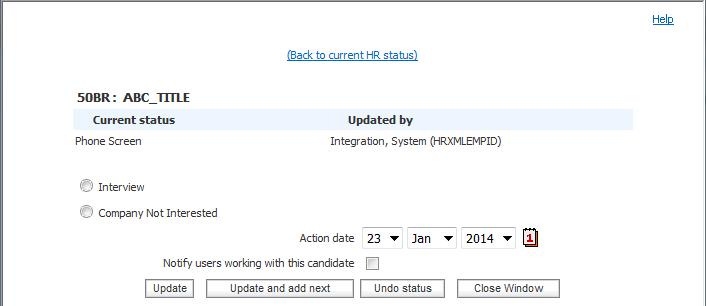 Help
(Back to current HR status)
50BR : ABC_TITLE
Current status Updated by
Phone Screen Integration, System (HRXMLEMPID)
Interview
Company Not Interested
Action date 23 Jan 2014 1
Notify users working with this candidate
Update Update and add next Undo status Close Window